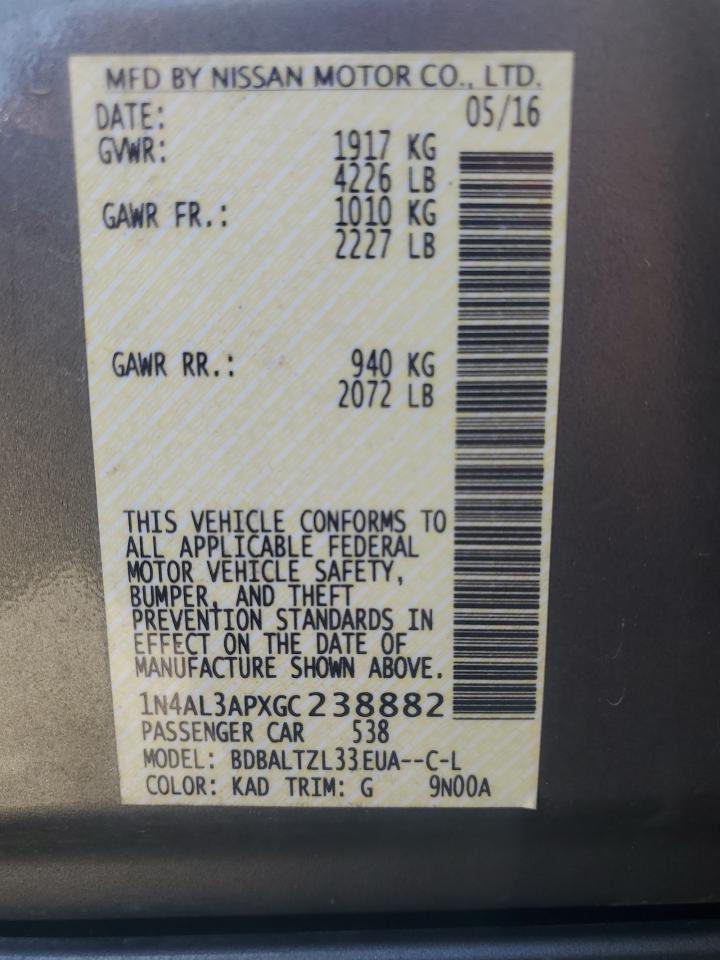 MFD BY NISSAN MOTOR CO., LTD.
DATE: 05/16
GVWR: 1917 KG
4226 LB
GAWR FR.: 1010 KG
2227 LB
GAWR RR.: 940 KG
2072 LB
THIS VEHICLE CONFORMS TO
ALL APPLICABLE FEDERAL
MOTOR VEHICLE SAFETY,
BUMPER, AND THEFT
PREVENTION STANDARDS IN
EFFECT ON THE DATE OF
MANUFACTURE SHOWN ABOVE.
1N4AL3APXGC238882
PASSENGER CAR 538
MODEL: BDBALTZL33EUA--C-L
COLOR: KAD TRIM: G 9N00A